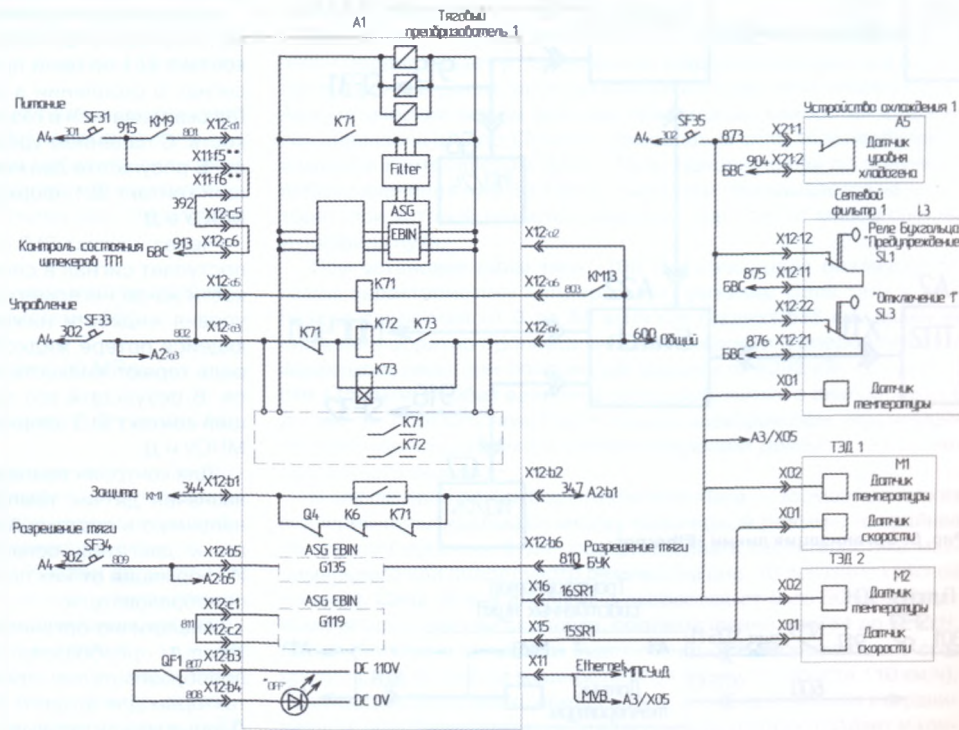 A1
Тяговый
преобразователь 1
Питание
A4
301
SF31
915
KM9
801
X12:a1
X11:f5**
X11:f6**
392
X12:c5
Контроль состояния
штекеров ТП1
БВС
913
X12:c6
X12:a5
Управление
A4
302
SF33
802
X12:a3
A2:a3
K71
Filter
ASG
EBIN
K71
K71
K72
K73
K73
K71
K72
X12:a2
X12:a6
803
KM13
X12:a4
600
Общий
Защита
KM1
344
X12:b1
Q4
K6
K71
X12:b2
347
A2:b1
Разрешение тяги
A4
302
SF34
809
X12:b5
A2:b5
ASG EBIN
G135
X12:b6
810
Разрешение тяги
БУК
X12:c1
811
X12:c2
ASG EBIN
G119
X16
16SR1
X15
15SR1
QF1
807
X12:b3
808
X12:b4
"OFF"
DC 110V
DC 0V
X11
Ethernet
МПСУиД
MVB
A3/X05
A4
302
SF35
873
X21:1
БВС
904
X21:2
Устройство охлаждения 1
A5
Датчик
уровня
хладогена
Сетевой
фильтр 1
L3
X12:12
Реле Бухгольца
"Предупреждение"
SL1
БВС
875
X12:11
X12:22
"Отключение 1"
SL3
БВС
876
X12:21
X01
Датчик
температуры
A3/X05
ТЭД 1
M1
X02
Датчик
температуры
X01
Датчик
скорости
ТЭД 2
M2
X02
Датчик
температуры
X01
Датчик
скорости